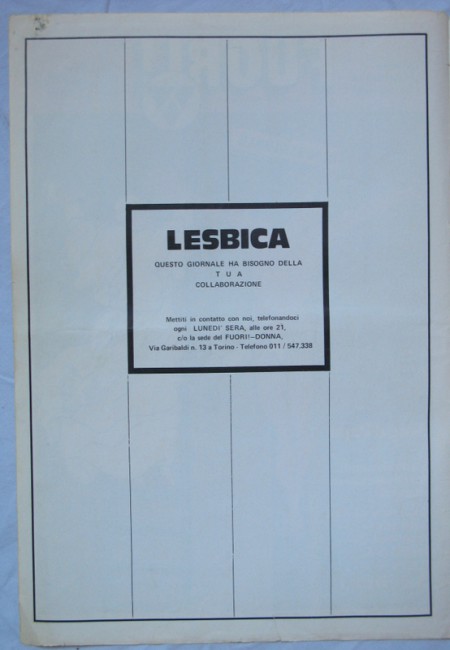 LESBICA
QUESTO GIORNALE HA BISOGNO DELLA
T U A
COLLABORAZIONE
Mettiti in contatto con noi, telefonandoci
ogni LUNEDI' SERA, alle ore 21,
c/o la sede del FUORI!—DONNA,
Via Garibaldi n. 13 a Torino - Telefono 011 / 547.338